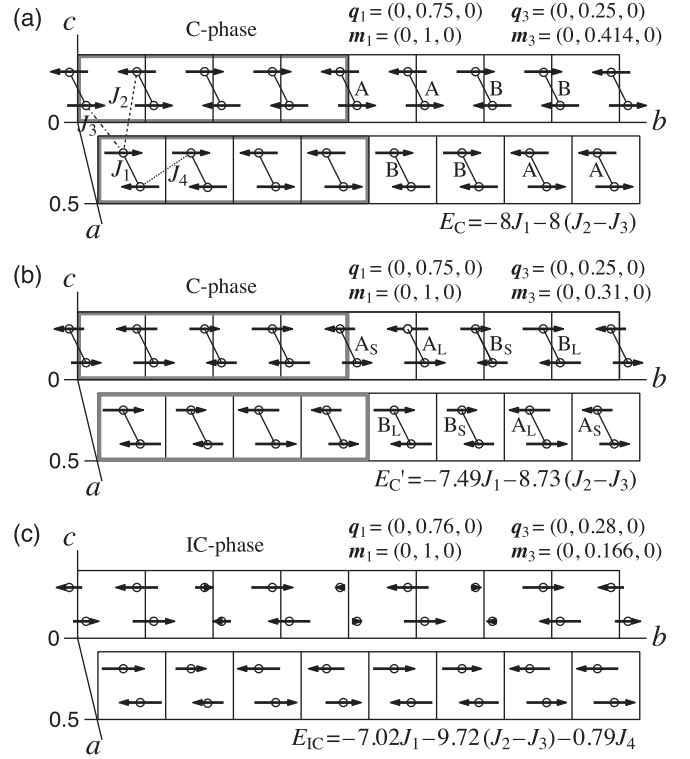 (a)
c
C-phase
q1=(0, 0.75, 0) q3=(0, 0.25, 0)
m1=(0, 1, 0) m3=(0, 0.414, 0)
J2 A A B B
J3
0 b
J1 J4 B B A A
0.5
a
EC=−8J1−8 (J2−J3)
(b)
c
C-phase
q1=(0, 0.75, 0) q3=(0, 0.25, 0)
m1=(0, 1, 0) m3=(0, 0.31, 0)
AS AL BS BL
0 b
BL BS AL AS
0.5
a
EC'=−7.49J1−8.73 (J2−J3)
(c)
c
IC-phase
q1=(0, 0.76, 0) q3=(0, 0.28, 0)
m1=(0, 1, 0) m3=(0, 0.166, 0)
0 b
0.5
a
EIC=−7.02J1−9.72 (J2−J3)−0.79J4